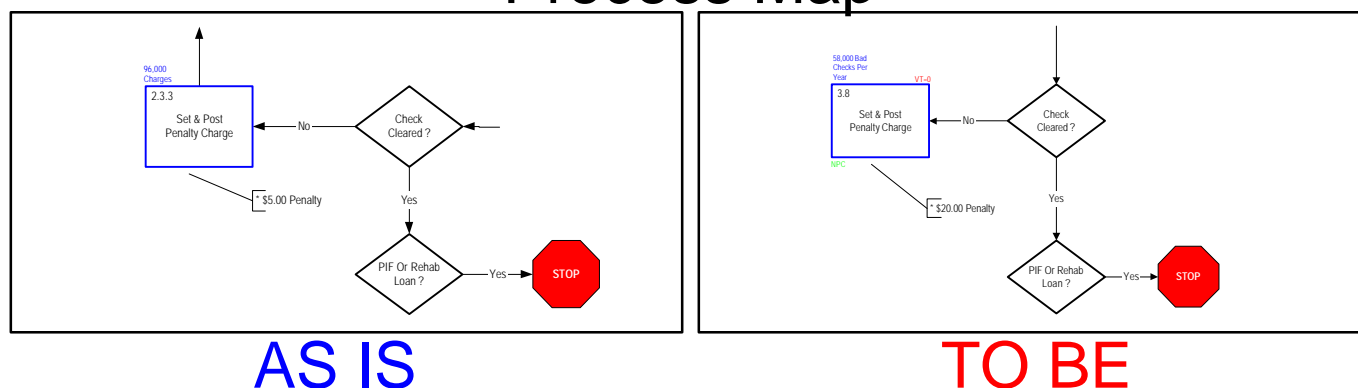 Process Map
96,000
Charges
2.3.3
Set & Post
Penalty Charge
No
Check
Cleared ?
* $5.00 Penalty
Yes
PIF Or Rehab
Loan ?
Yes
STOP
AS IS
58,000 Bad
Checks Per
Year
VT=0
3.8
Set & Post
Penalty Charge
NPC
No
Check
Cleared ?
* $20.00 Penalty
Yes
PIF Or Rehab
Loan ?
Yes
STOP
TO BE